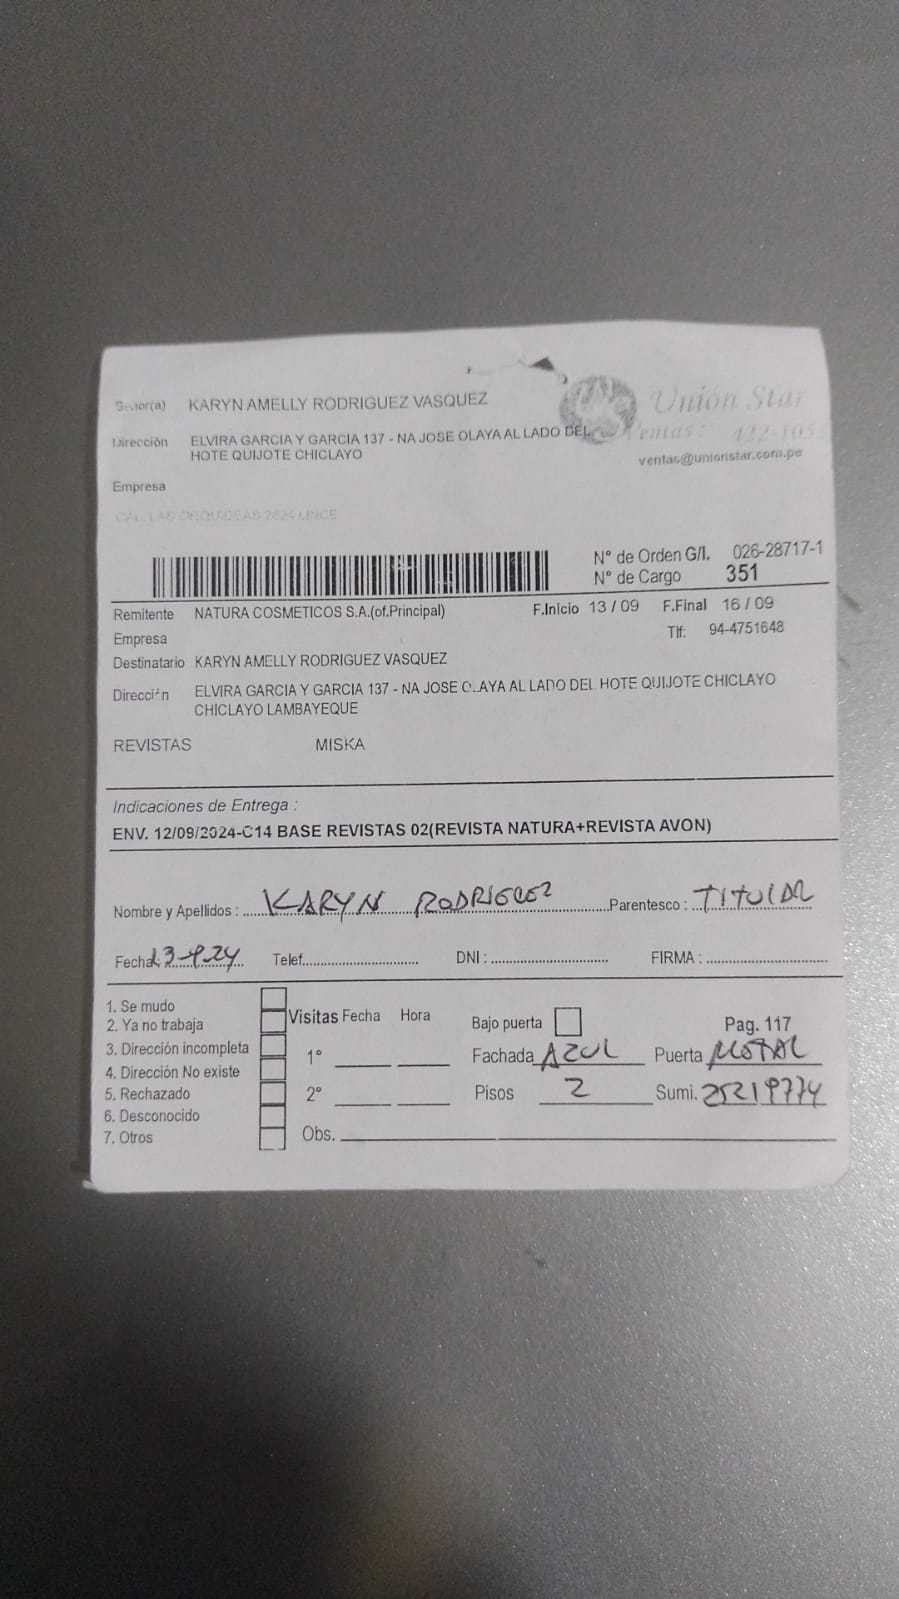 Señor(a) KARYN AMELLY RODRIGUEZ VASQUEZ
Unión Star
Dirección ELVIRA GARCIA Y GARCIA 137 - NA JOSE OLAYA AL LADO DEL
HOTE QUIJOTE CHICLAYO
Ventas:
ventas@unionstar.com.pe
Empresa
CAL. LAS ORQUIDEAS 2624 LINCE
N° de Orden G/I. 026-28717-1
N° de Cargo 351
Remitente NATURA COSMETICOS S.A.(of.Principal) F.Inicio 13 / 09 F.Final 16 / 09
Empresa Tlf: 94-4751648
Destinatario KARYN AMELLY RODRIGUEZ VASQUEZ
Dirección ELVIRA GARCIA Y GARCIA 137 - NA JOSE OLAYA AL LADO DEL HOTE QUIJOTE CHICLAYO
CHICLAYO LAMBAYEQUE
REVISTAS MISKA
Indicaciones de Entrega :
ENV. 12/09/2024-C14 BASE REVISTAS 02(REVISTA NATURA+REVISTA AVON)
Nombre y Apellidos : KARYN RODRIGUEZ Parentesco : TITULAR
Fecha 13-9-24 Telef. DNI : FIRMA :
1. Se mudo
2. Ya no trabaja
3. Dirección incompleta
4. Dirección No existe
5. Rechazado
6. Desconocido
7. Otros
Visitas Fecha Hora
1°
2°
Obs.
Bajo puerta Pag. 117
Fachada AZUL Puerta METAL
Pisos 2 Sumi. 25219774